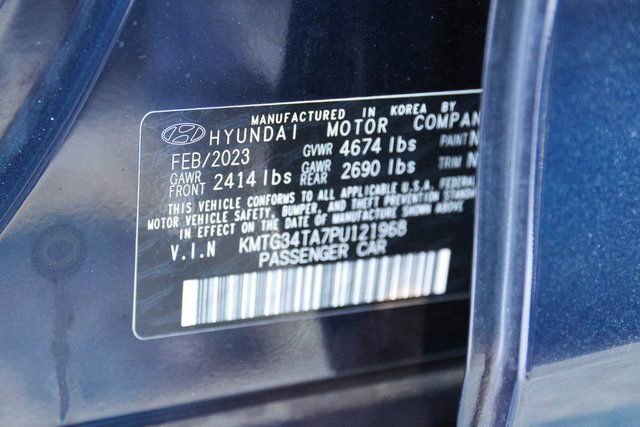 MANUFACTURED IN KOREA BY
HYUNDAI MOTOR COMPAN
FEB/2023 GVWR 4674 lbs PAINT N
GAWR FRONT 2414 lbs GAWR REAR 2690 lbs TRIM N
THIS VEHICLE CONFORMS TO ALL APPLICABLE U.S.A. FEDERAL
MOTOR VEHICLE SAFETY, BUMPER, AND THEFT PREVENTION STANDAR
IN EFFECT ON THE DATE OF MANUFACTURE SHOWN ABOVE
V.I.N KMTG34TA7PU121968
PASSENGER CAR